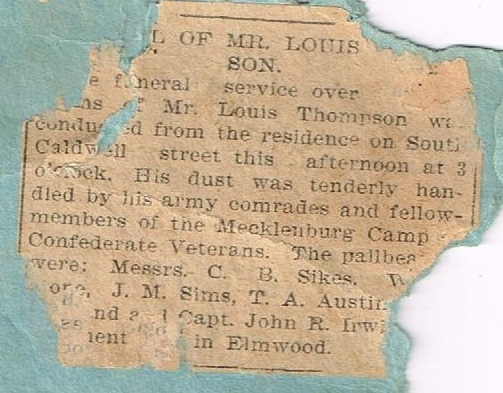 OF MR. LOUIS
SON.
funeral service over
Mr. Louis Thompson
from the residence on South
Caldwell street this afternoon at 3
o'clock. His dust was tenderly han-
dled by his army comrades and fellow-
members of the Mecklenburg Camp
Confederate Veterans. The
were: Messrs. C. B. Sikes,
J. M. Sims, T. A. Austin
Capt. John R.
in Elmwood.